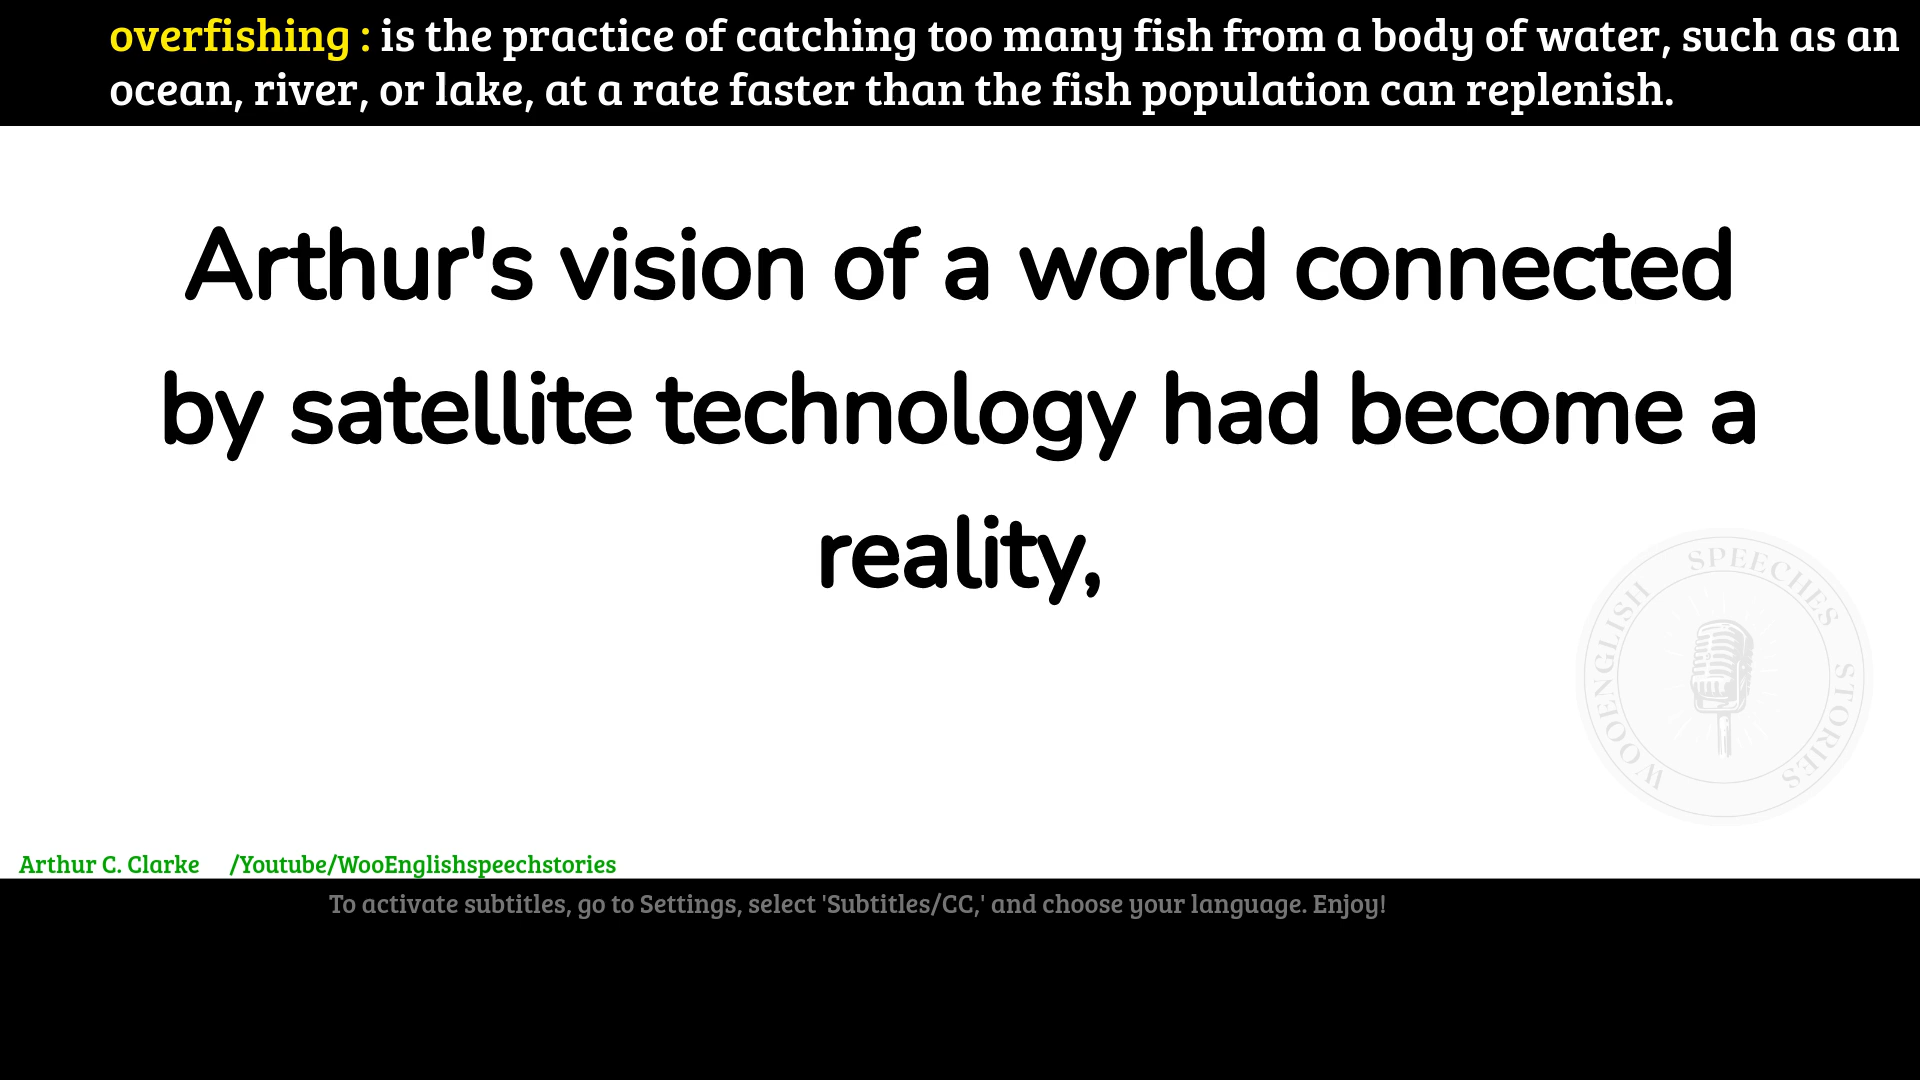 overfishing : is the practice of catching too many fish from a body of water, such as an
ocean, river, or lake, at a rate faster than the fish population can replenish.
Arthur's vision of a world connected
by satellite technology had become a
reality,
WOOENGLISH SPEECHES STORIES
Arthur C. Clarke /Youtube/WooEnglishspeechstories
To activate subtitles, go to Settings, select 'Subtitles/CC,' and choose your language. Enjoy!